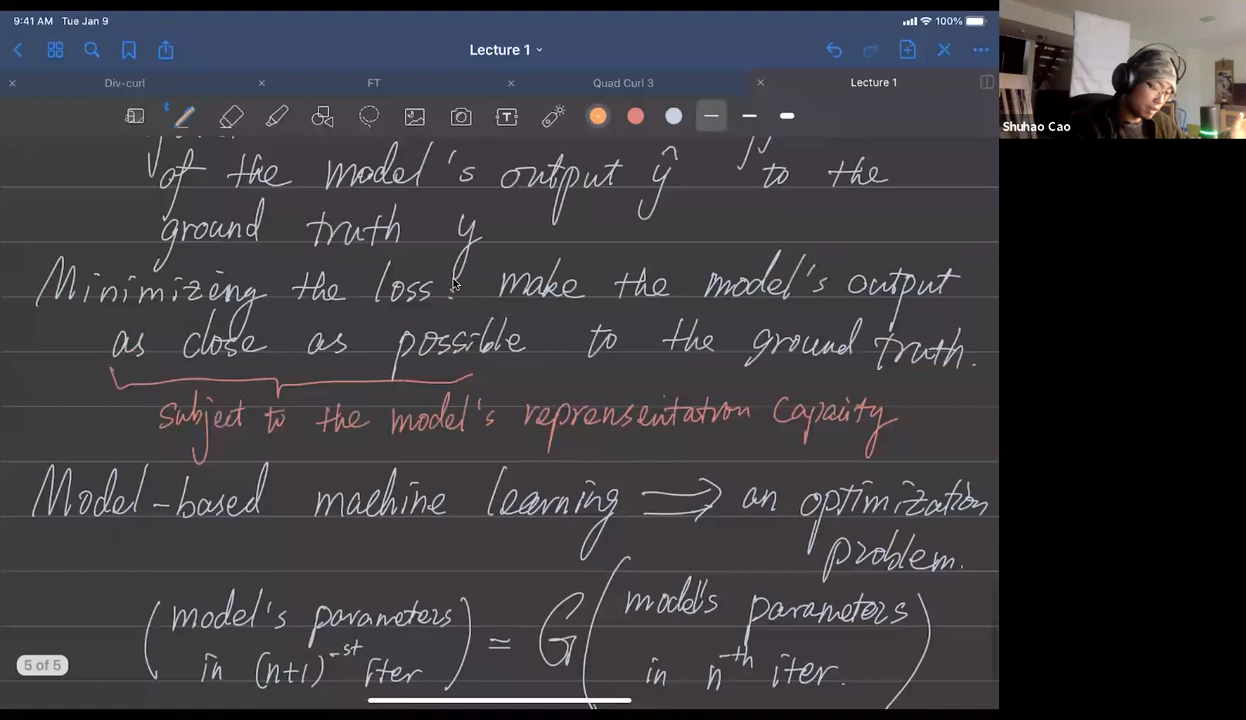 9:41 AM Tue Jan 9
100%
Lecture 1
Div-curl
FT
Quad Curl 3
Lecture 1
Shuhao Cao
of the model's output ŷ to the
ground truth y
Minimizing the loss: make the model's output
as close as possible to the ground truth.
subject to the model's reprensentation capaity
Model-based machine learning ⟹ an optimization
problem.
(model's parameters in (n+1)-st iter) = G(model's parameters in n-th iter.)
5 of 5